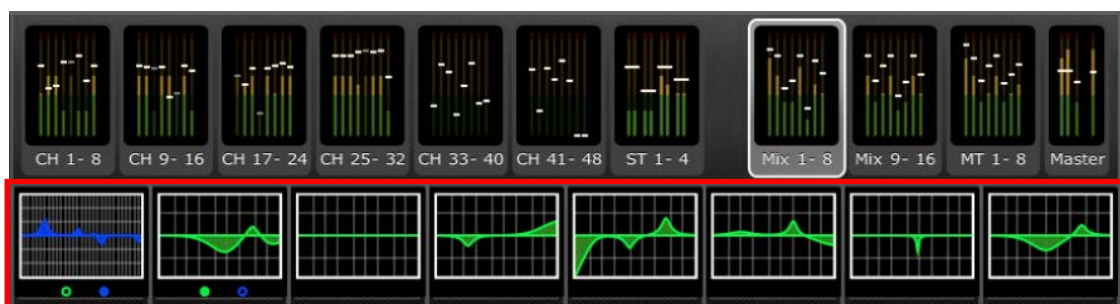 CH 1- 8 CH 9- 16 CH 17- 24 CH 25- 32 CH 33- 40 CH 41- 48 ST 1- 4 Mix 1- 8 Mix 9- 16 MT 1- 8 Master